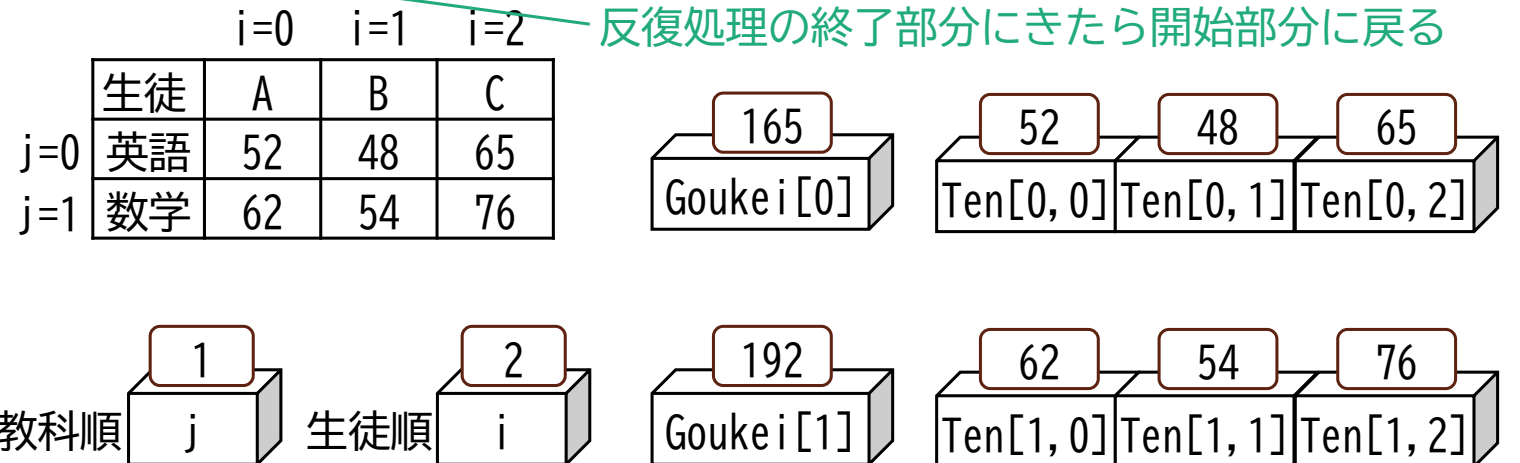 i=0 i=1 i=2
反復処理の終了部分にきたら開始部分に戻る
生徒 A B C
j=0 英語 52 48 65
j=1 数学 62 54 76
165
Goukei[0]
52 48 65
Ten[0,0] Ten[0,1] Ten[0,2]
教科順 1 j
生徒順 2 i
192
Goukei[1]
62 54 76
Ten[1,0] Ten[1,1] Ten[1,2]